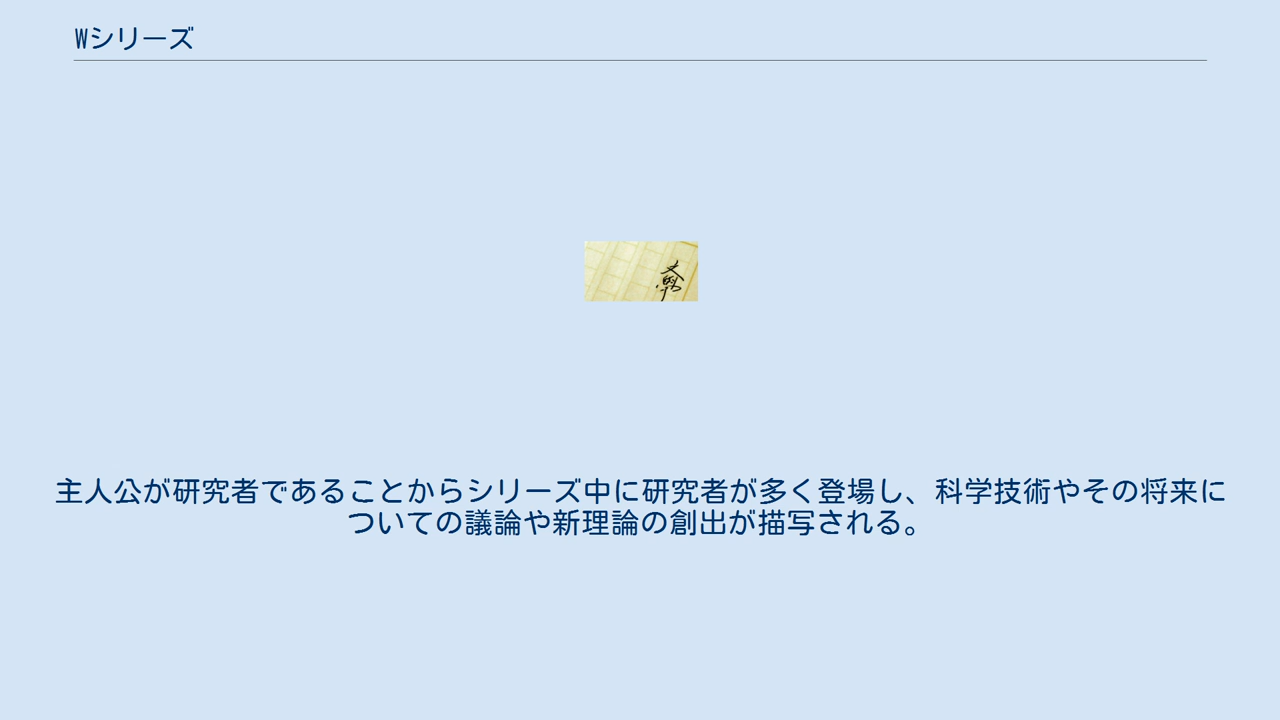 Wシリーズ
主人公が研究者であることからシリーズ中に研究者が多く登場し、科学技術やその将来に
ついての議論や新理論の創出が描写される。